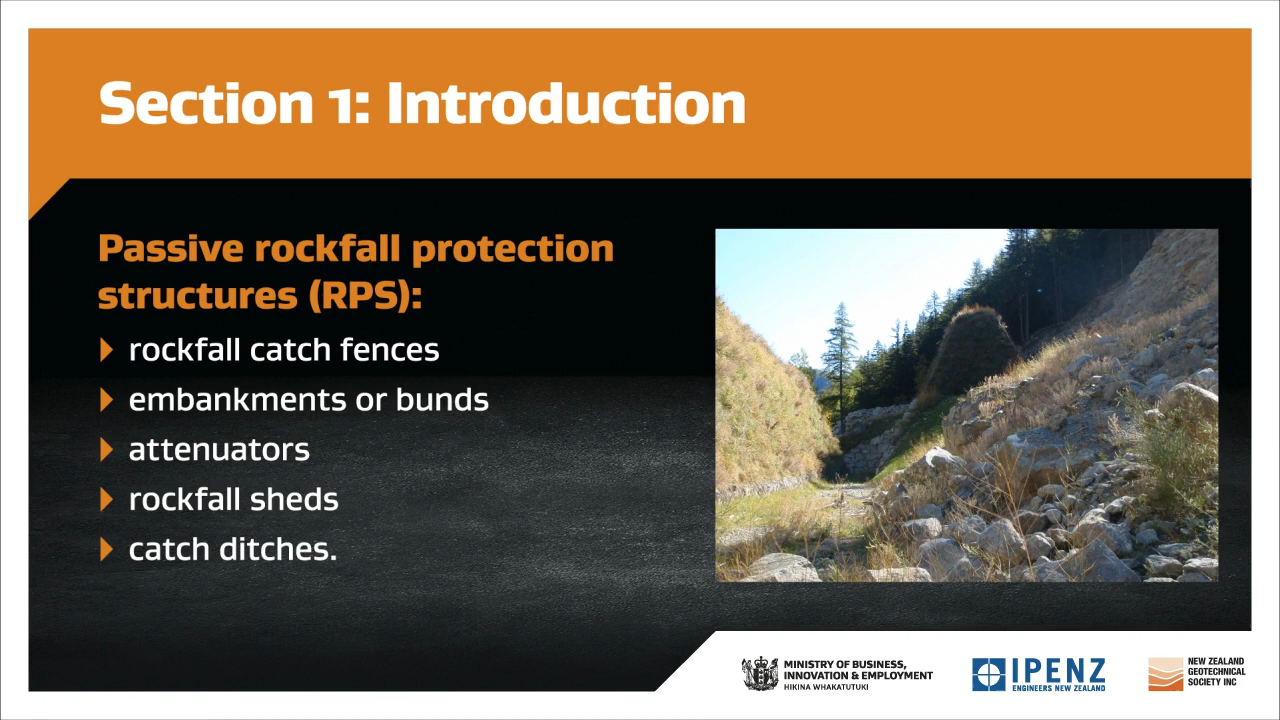 Section 1: Introduction
Passive rockfall protection
structures (RPS):
rockfall catch fences
embankments or bunds
attenuators
rockfall sheds
catch ditches.
MINISTRY OF BUSINESS,
INNOVATION & EMPLOYMENT
HIKINA WHAKATUTUKI
IPENZ
ENGINEERS NEW ZEALAND
NEW ZEALAND
GEOTECHNICAL
SOCIETY INC